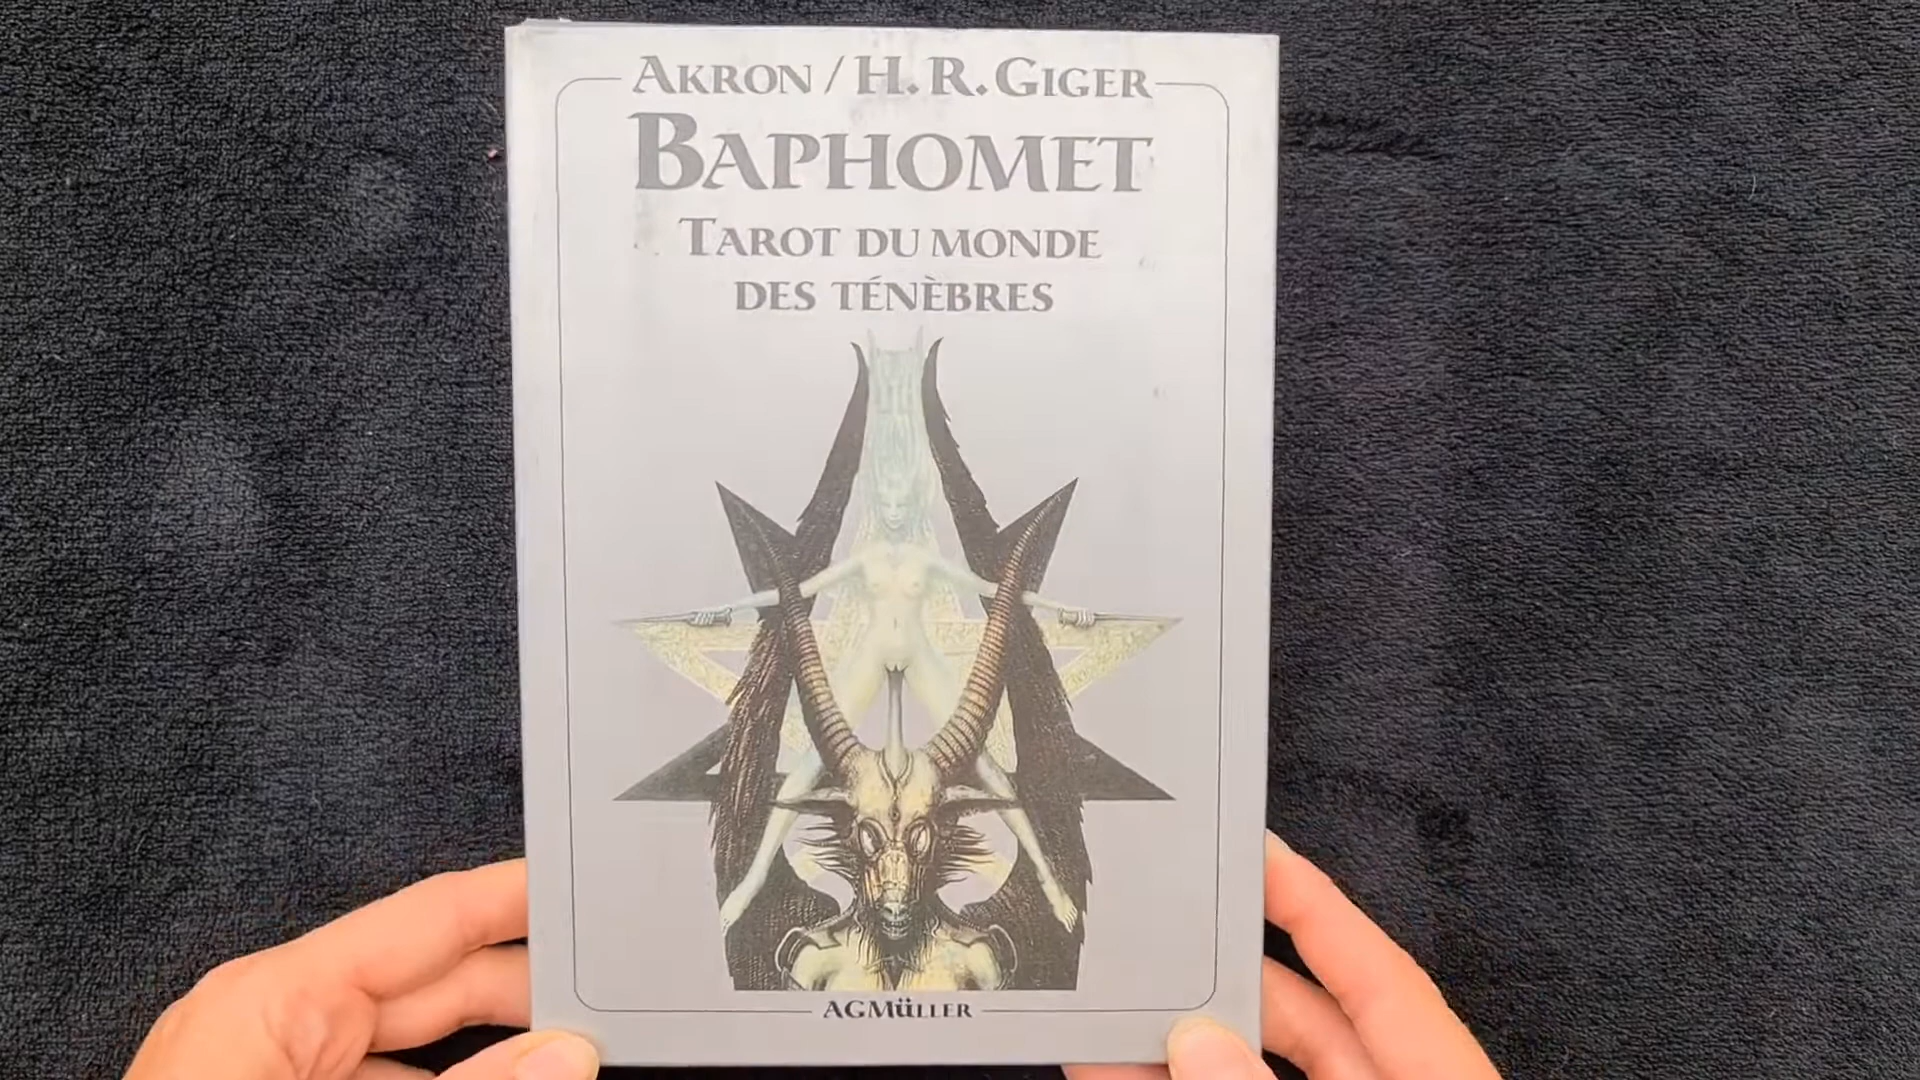 AKRON / H. R. GIGER
BAPHOMET
TAROT DU MONDE
DES TÉNÈBRES
AGMüLLER